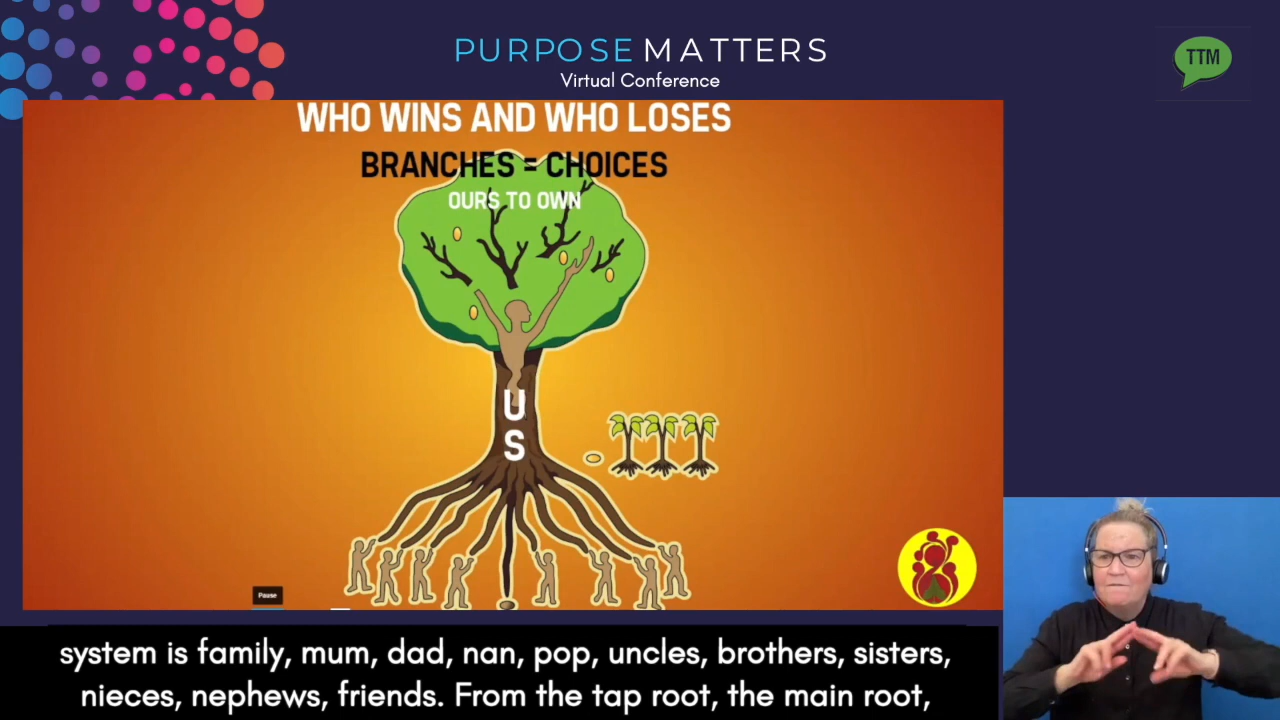 PURPOSE MATTERS
Virtual Conference
TTM
WHO WINS AND WHO LOSES
BRANCHES = CHOICES
OURS TO OWN
U
S
Pause
system is family, mum, dad, nan, pop, uncles, brothers, sisters,
nieces, nephews, friends. From the tap root, the main root,